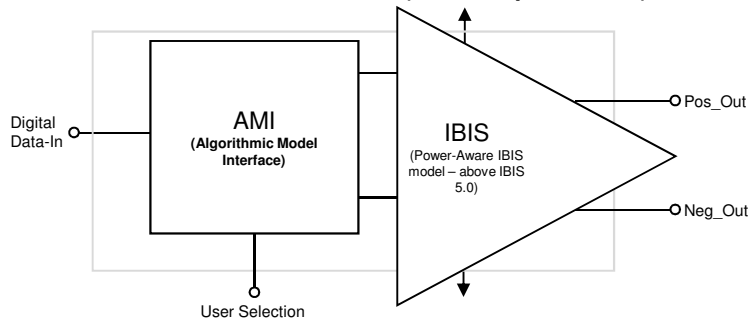 Digital
Data-In
AMI
(Algorithmic Model
Interface)
IBIS
(Power-Aware IBIS
model – above IBIS
5.0)
Pos_Out
Neg_Out
User Selection